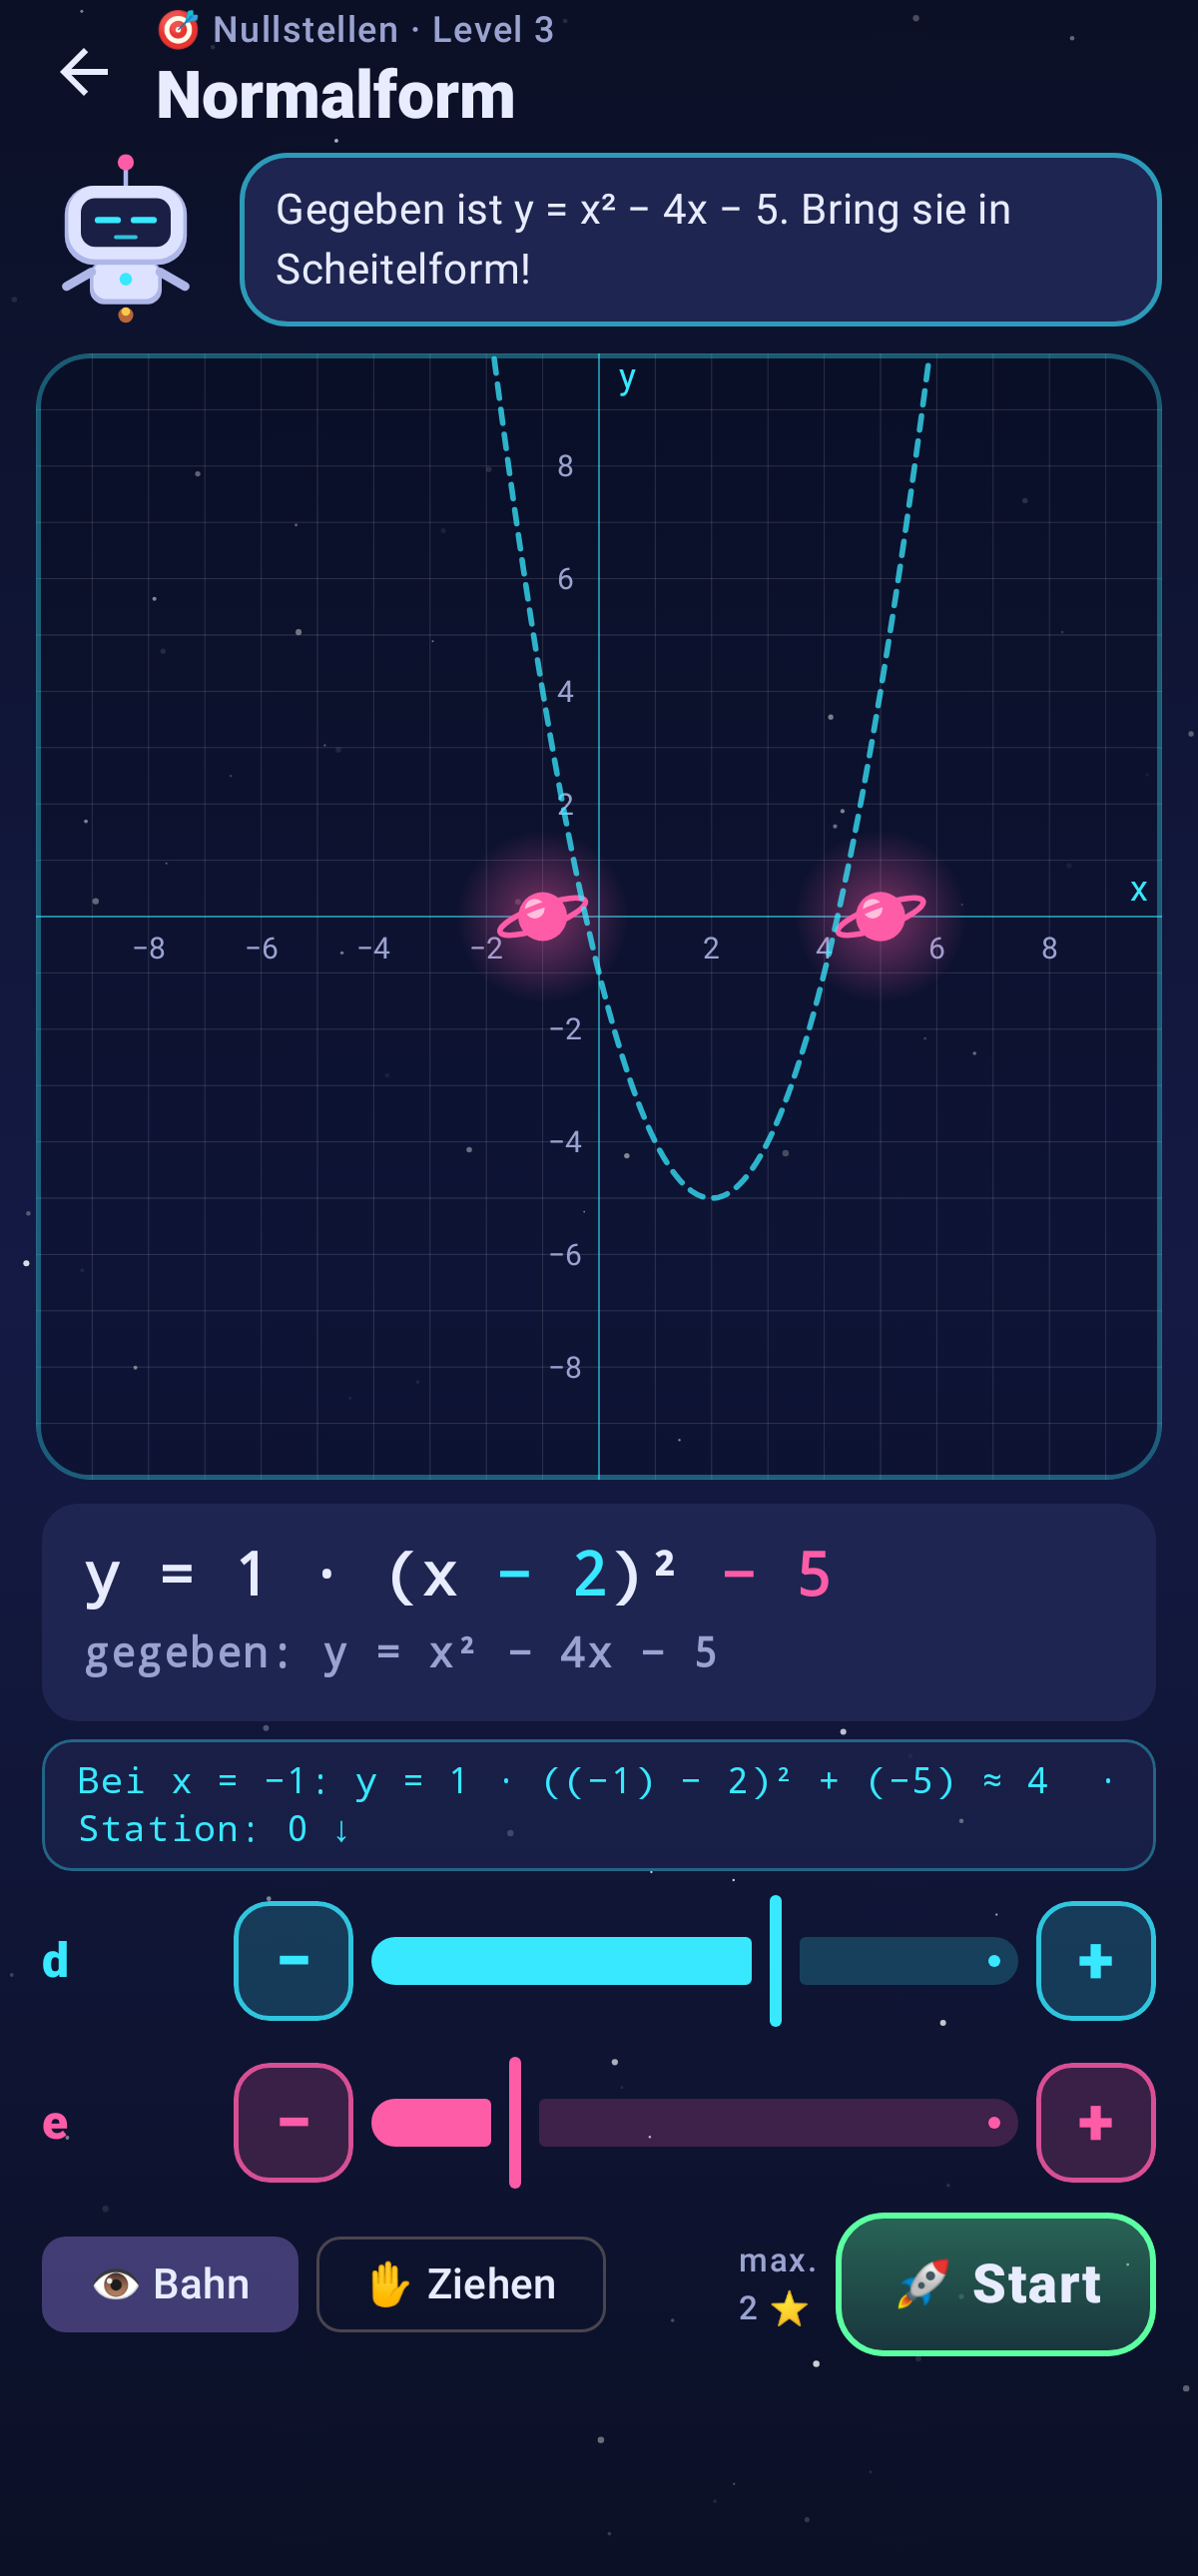 🎯 Nullstellen · Level 3
Normalform
Gegeben ist y = x² − 4x − 5. Bring sie in
Scheitelform!
y
8
6
4
2
x
−8 −6 −4 −2 2 4 6 8
−2
−4
−6
−8
y = 1 · (x − 2)² − 5
gegeben: y = x² − 4x − 5
Bei x = −1: y = 1 · ((−1) − 2)² + (−5) ≈ 4 ·
Station: 0 ↓
d − +
e − +
👁️ Bahn ✋ Ziehen max. 2 ⭐ 🚀 Start